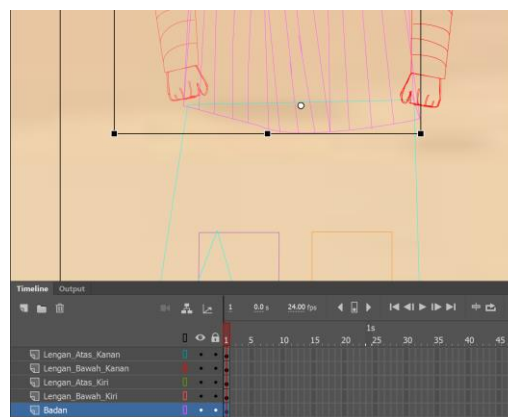 Timeline Output
1 0.0 s 24.00 fps
1s
1 5 10 15 20 25 30 35 40 45
Lengan_Atas_Kanan
Lengan_Bawah_Kanan
Lengan_Atas_Kiri
Lengan_Bawah_Kiri
Badan